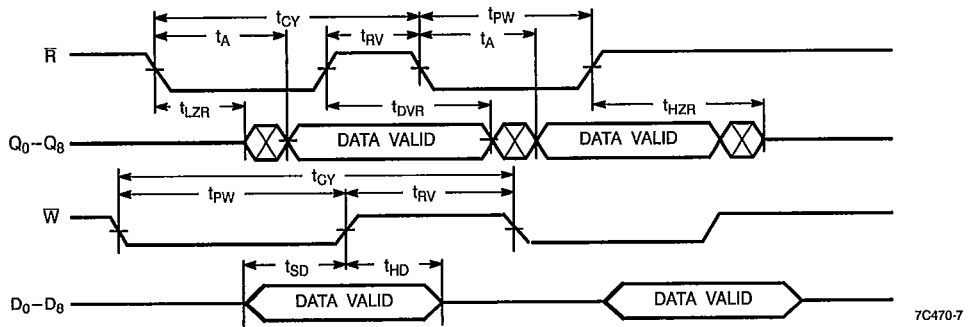 tCY tPW
tA tRV tA
R̅
tLZR tDVR tHZR
Q0–Q8 DATA VALID DATA VALID
tCY
tPW tRV
W̅
tSD tHD
D0–D8 DATA VALID DATA VALID
7C470-7